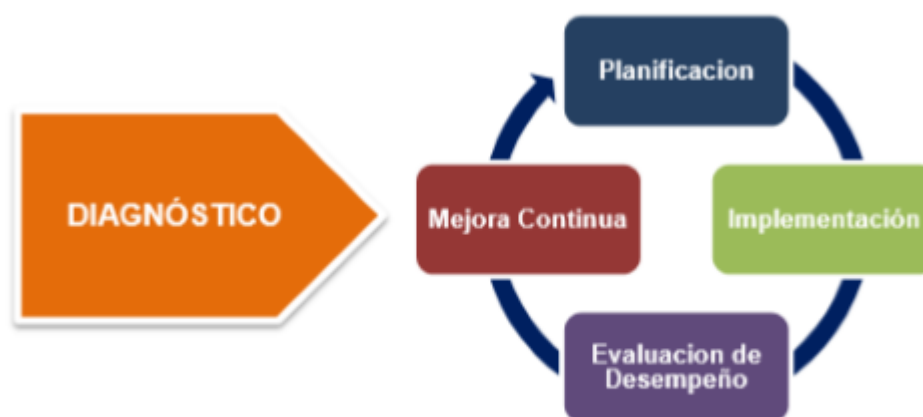 DIAGNÓSTICO
Planificacion
Mejora Continua
Implementación
Evaluacion de
Desempeño